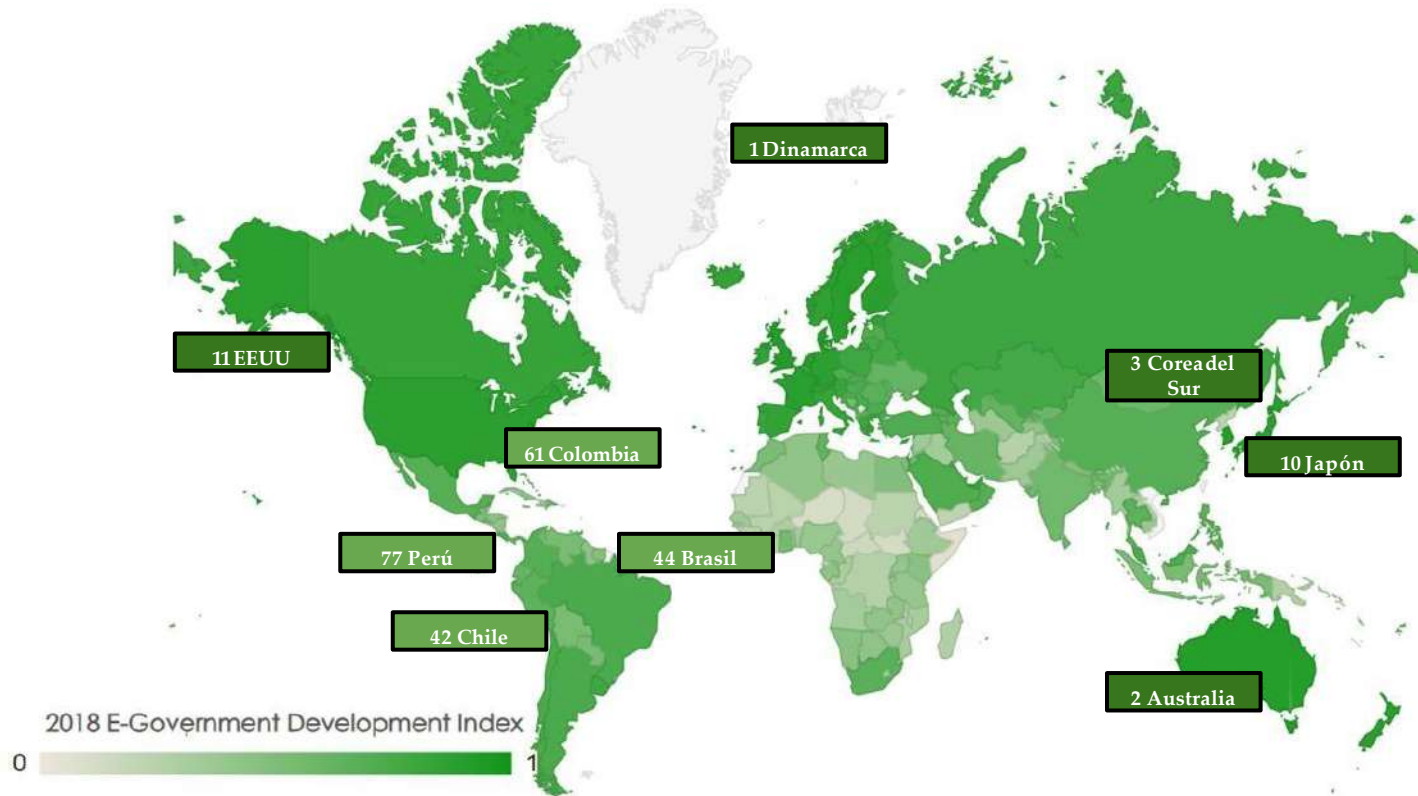 1 Dinamarca
11 EEUU
3 Corea del
Sur
61 Colombia
10 Japón
77 Perú
44 Brasil
42 Chile
2 Australia
2018 E-Government Development Index
0
1